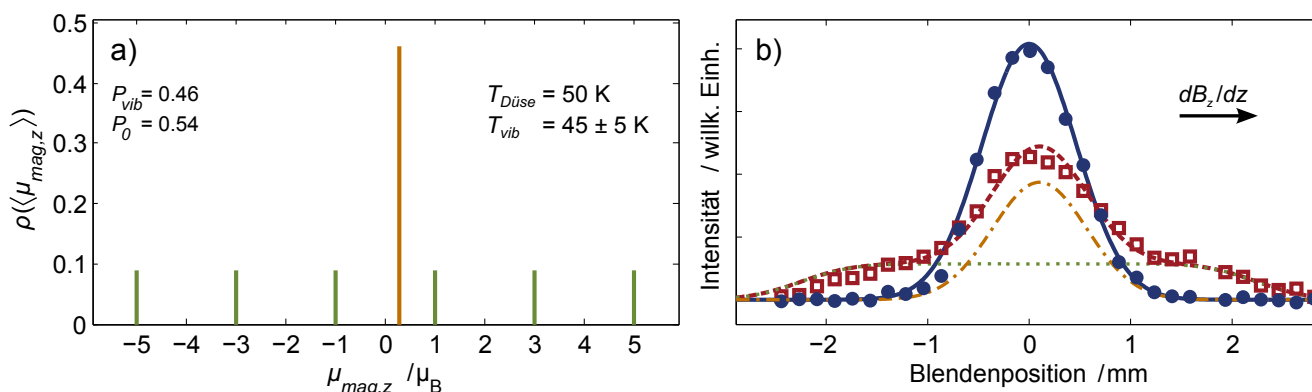 a)
P_vib = 0.46
P_0 = 0.54
T_Düse = 50 K
T_vib = 45 ± 5 K
0.5
0.4
0.3
0.2
0.1
0
ρ(⟨μ_mag,z⟩)
−5 −4 −3 −2 −1 0 1 2 3 4 5
μ_mag,z /μ_B
b)
dB_z/dz
Intensität / willk. Einh.
−2 −1 0 1 2
Blendenposition /mm